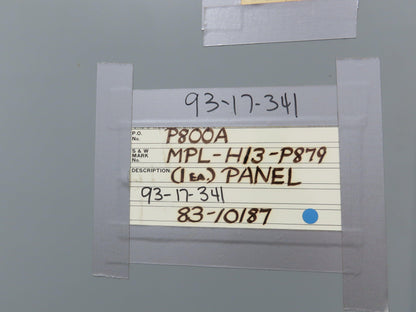 93-17-341
P.O. No. P800A
S & W MARK No. MPL-H13-P879
DESCRIPTION (1 EA.) PANEL
93-17-341
83-10187